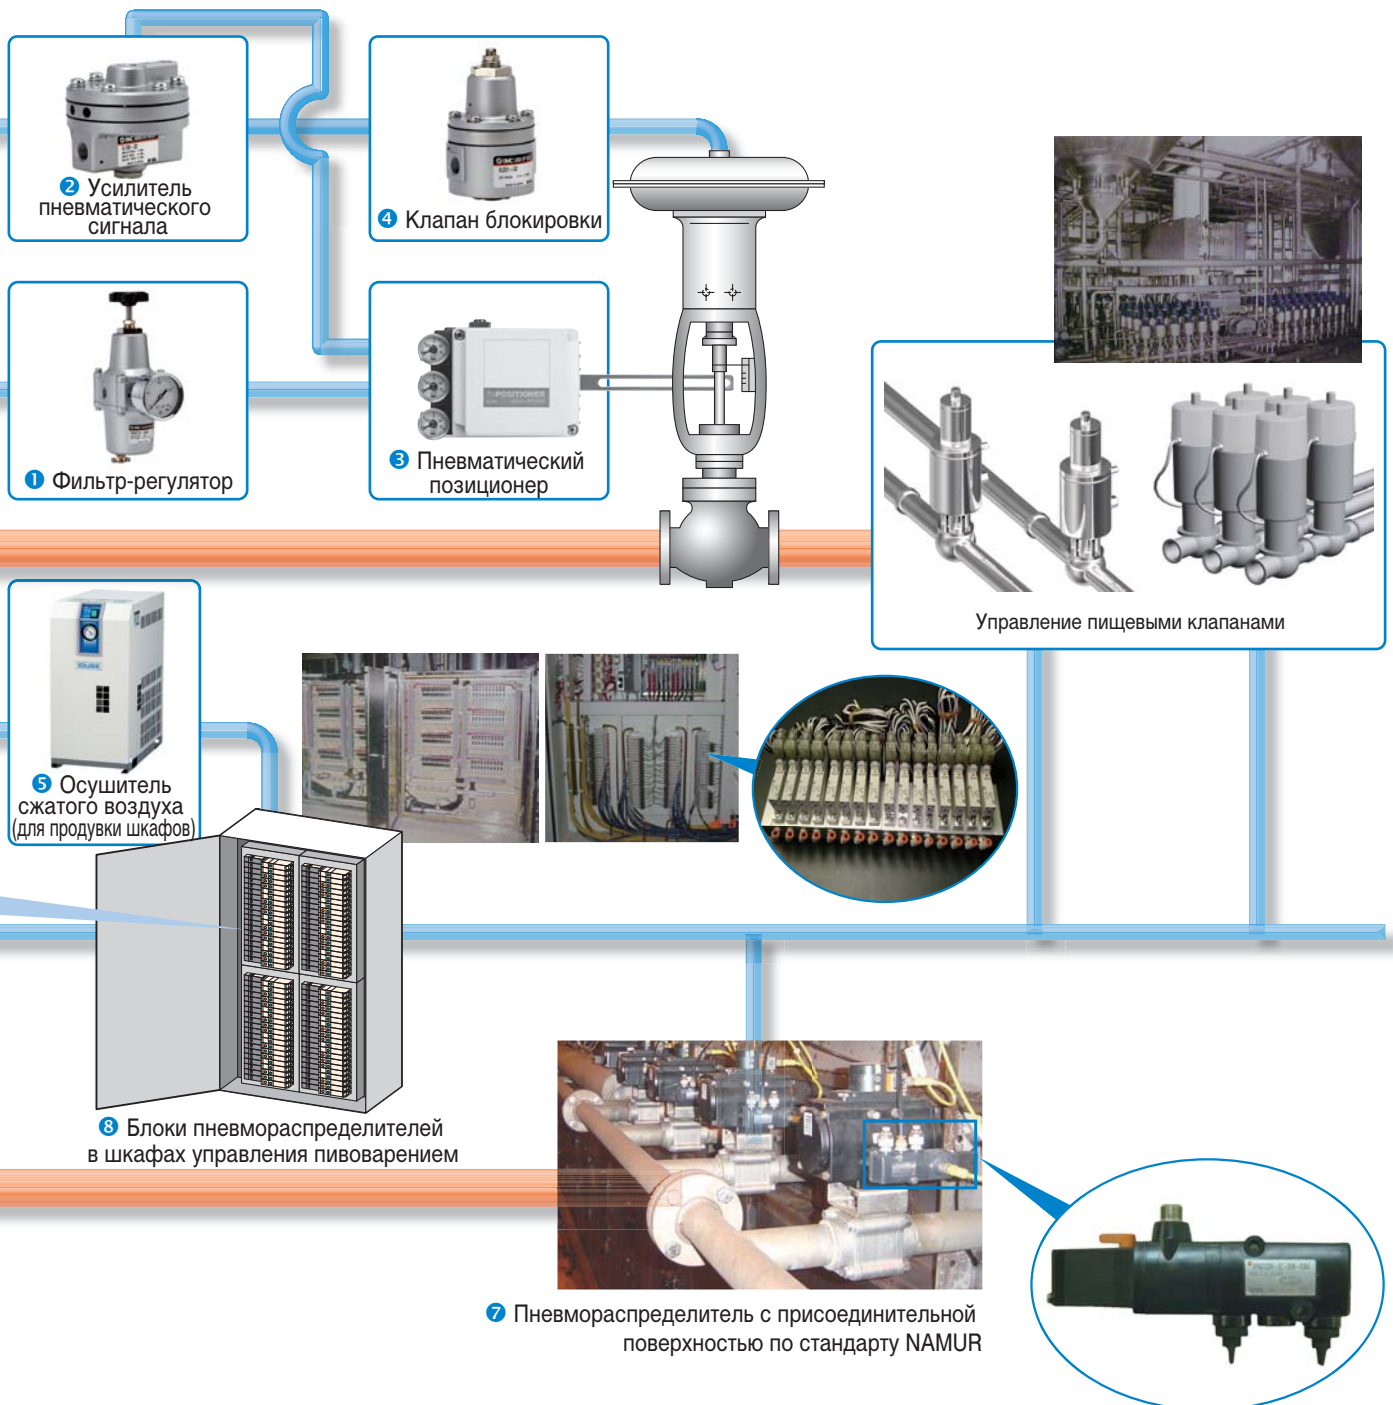 ❷ Усилитель
пневматического
сигнала
❹ Клапан блокировки
❶ Фильтр-регулятор
POSITIONER
❸ Пневматический
позиционер
Управление пищевыми клапанами
❺ Осушитель
сжатого воздуха
(для продувки шкафов)
❽ Блоки пневмораспределителей
в шкафах управления пивоварением
❼ Пневмораспределитель с присоединительной
поверхностью по стандарту NAMUR